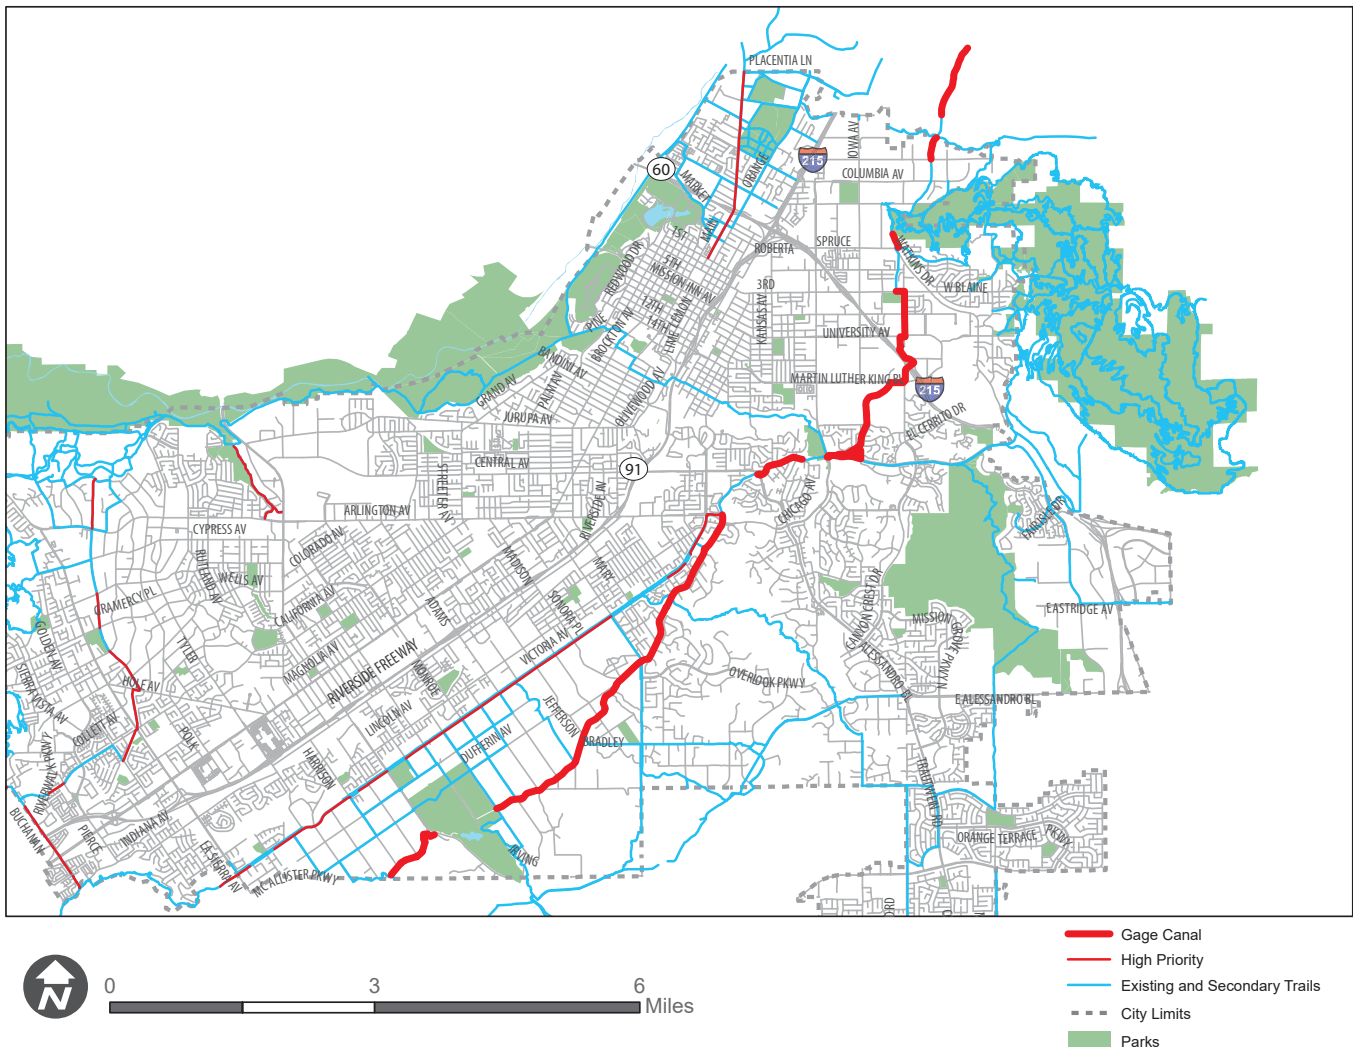 PLACENTIA LN
IOWA AV
215
60
COLUMBIA AV
ORANGE
MARKET
MAIN
1ST
ROBERTA
SPRUCE
WATKINS DR
REDWOOD DR
5TH
MISSION INN AV
3RD
W BLAINE
12TH
14TH
LIME
LEMON
KANSAS AV
PINE
BROCKTON AV
UNIVERSITY AV
BANDINI AV
MARTIN LUTHER KING
215
GRAND AV
PALM AV
OLIVEWOOD AV
JURUPA AV
EL CERRITO DR
CENTRAL AV
91
STREETER AV
RIVERSIDE AV
CHICAGO AV
ARLINGTON AV
CYPRESS AV
COLORADO AV
FAIRISLE DR
RUTLAND AV
WELLS AV
MADISON
MARY
CRAMERCY PL
CALIFORNIA AV
ADAMS
SONORA PL
CANYON CREST DR
MISSION GROVE PKWY N
EASTRIDGE AV
GOLDEN AV
TYLER
MAGNOLIA AV
RIVERSIDE FREEWAY
VICTORIA AV
ALESSANDRO PL
SIERRA VISTA AV
HOLE AV
MONROE
OVERLOOK PKWY
E ALESSANDRO BL
COLLETT AV
POLK
LINCOLN AV
JEFFERSON
DUFFERIN AV
BRADLEY
RIVERWALK PKWY
HARRISON
TRAUTWEIN RD
BUCHANAN
PIERCE
INDIANA AV
ORANGE TERRACE PKWY
LA SIERRA AV
MC ALLISTER PKWY
IRVING
N
0 3 6
Miles
Gage Canal
High Priority
Existing and Secondary Trails
City Limits
Parks